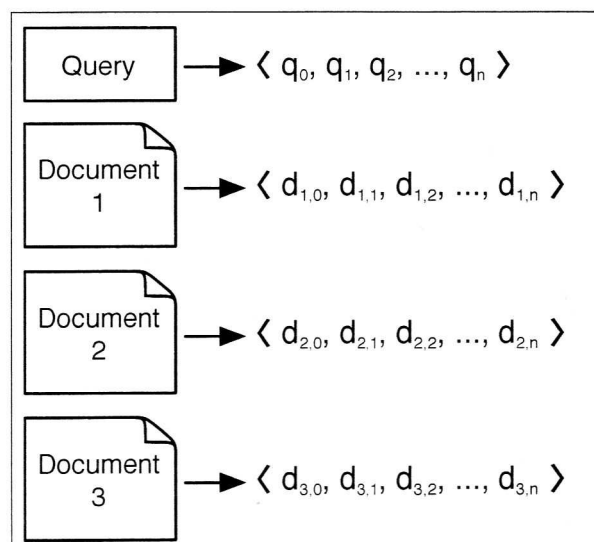 Query
⟨ q₀, q₁, q₂, ..., qₙ ⟩
Document
1
⟨ d₁,₀, d₁,₁, d₁,₂, ..., d₁,ₙ ⟩
Document
2
⟨ d₂,₀, d₂,₁, d₂,₂, ..., d₂,ₙ ⟩
Document
3
⟨ d₃,₀, d₃,₁, d₃,₂, ..., d₃,ₙ ⟩